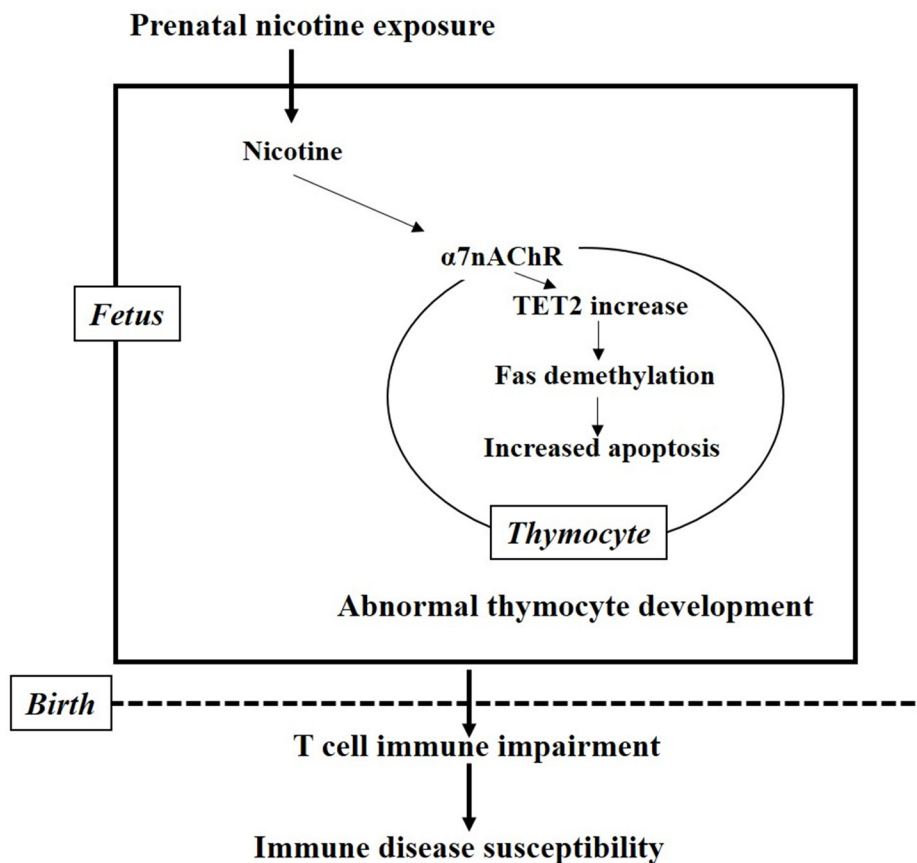 Prenatal nicotine exposure
Nicotine
α7nAChR
TET2 increase
Fetus
Fas demethylation
Increased apoptosis
Thymocyte
Abnormal thymocyte development
Birth
T cell immune impairment
Immune disease susceptibility